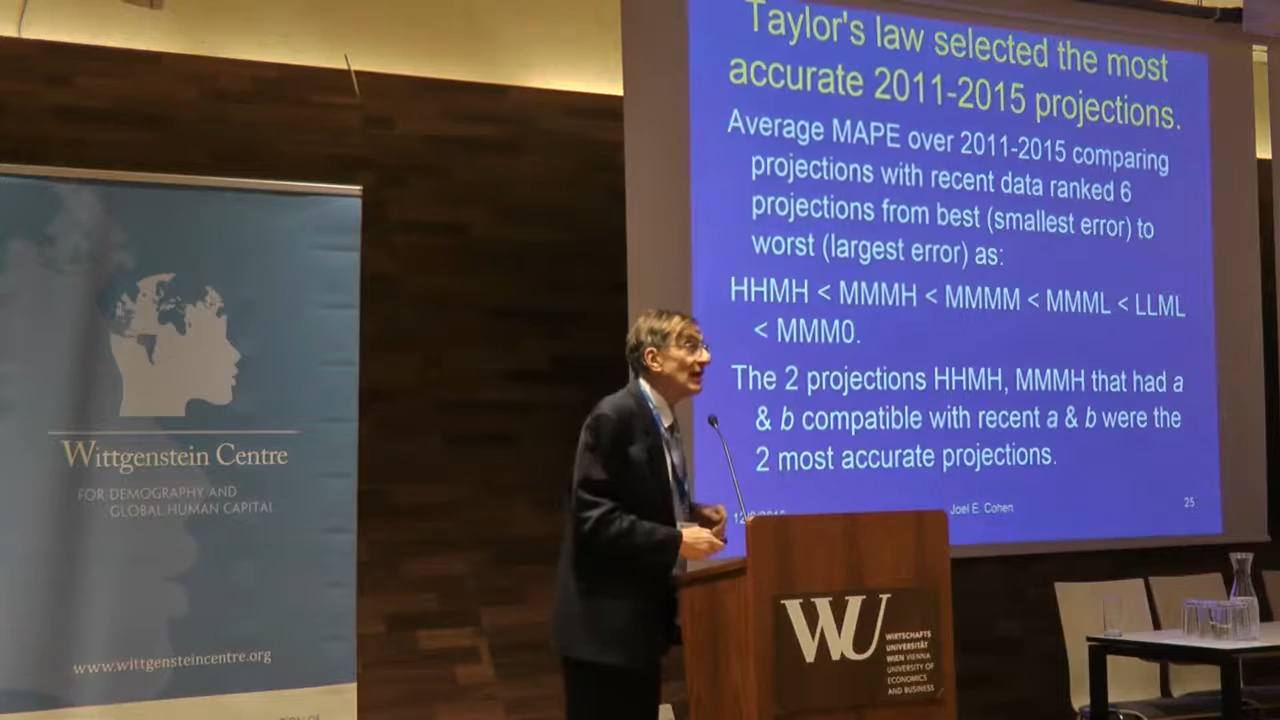 Taylor's law selected the most
accurate 2011-2015 projections.
Average MAPE over 2011-2015 comparing
projections with recent data ranked 6
projections from best (smallest error) to
worst (largest error) as:
HHMH < MMMH < MMMM < MMML < LLML
< MMM0.
The 2 projections HHMH, MMMH that had a
& b compatible with recent a & b were the
2 most accurate projections.
Joel E. Cohen
25
Wittgenstein Centre
FOR DEMOGRAPHY AND
GLOBAL HUMAN CAPITAL
www.wittgensteincentre.org
WU
WIRTSCHAFTS
UNIVERSITÄT
WIEN VIENNA
UNIVERSITY OF
ECONOMICS
AND BUSINESS